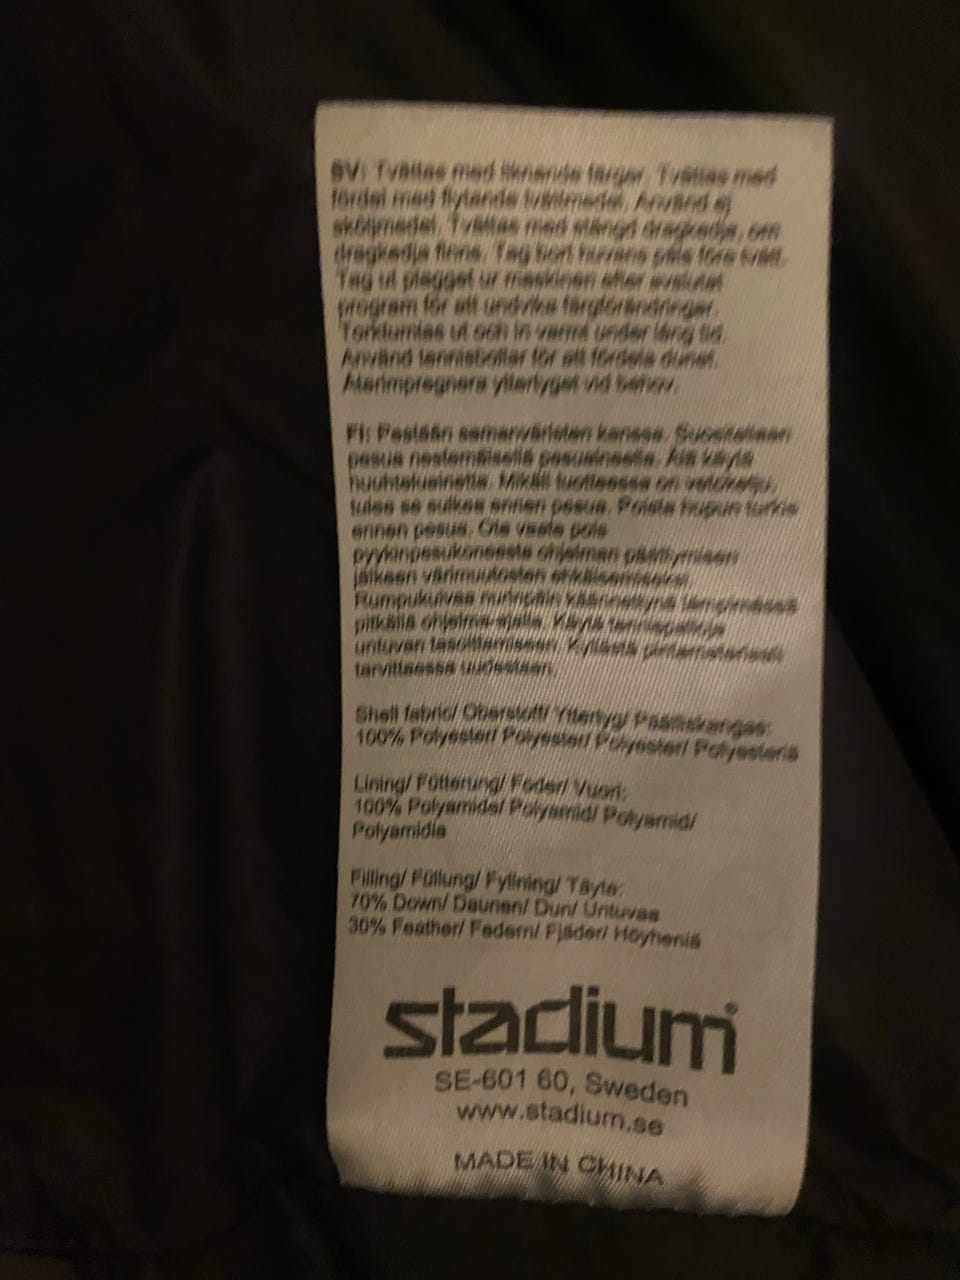 SV: Tvättas med liknande färger. Tvättas med
fördel med flytande tvättmedel. Använd ej
sköljmedel. Tvättas med stängd dragkedja, om
dragkedja finns. Tag bort huvans päls före tvätt.
Tag ut plagget ur maskinen efter avslutat
program för att undvika färgförändringar.
Torktumlas ut och in varmt under lång tid.
Använd tennisbollar för att fördela dunet.
Återimpregnera yttertyget vid behov.
FI: Pestään samanväristen kanssa. Suositellaan
pesua nestemäisellä pesuaineella. Älä käytä
huuhteluainetta. Mikäli tuotteessa on vetoketju,
tulee se sulkea ennen pesua. Poista hupun turkis
ennen pesua. Ota vaate pois
pyykinpesukoneesta ohjelman päättymisen
jälkeen värimuutosten ehkäisemiseksi.
Rumpukuivaa nurinpäin käännettynä lämpimässä
pitkällä ohjelma-ajalla. Käytä tennispalloja
untuvan tasoittamiseen. Kyllästä pintamateriaali
tarvittaessa uudestaan.
Shell fabric/ Oberstoff/ Yttertyg/ Päällikangas:
100% Polyester/ Polyester/ Polyester/ Polyesteriä
Lining/ Fütterung/ Foder/ Vuori:
100% Polyamide/ Polyamid/ Polyamid/
Polyamidia
Filling/ Füllung/ Fyllning/ Täyte:
70% Down/ Daunen/ Dun/ Untuvaa
30% Feather/ Federn/ Fjäder/ Höyheniä
stadium®
SE-601 60, Sweden
www.stadium.se
MADE IN CHINA